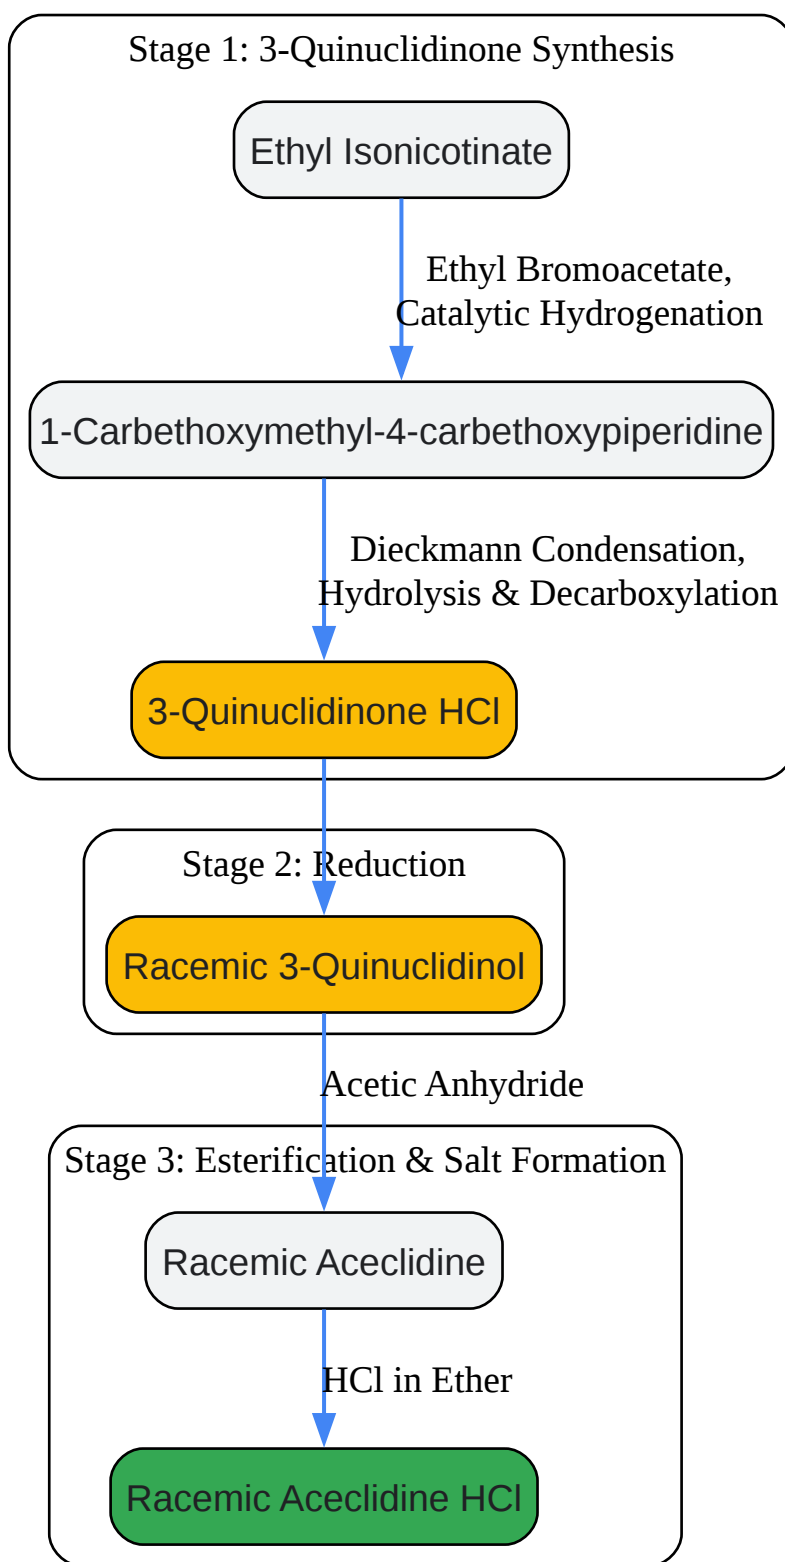 Stage 1: 3-Quinuclidinone Synthesis
Ethyl Isonicotinate
Ethyl Bromoacetate,
Catalytic Hydrogenation
1-Carbethoxymethyl-4-carbethoxypiperidine
Dieckmann Condensation,
Hydrolysis & Decarboxylation
3-Quinuclidinone HCl
Stage 2: Reduction
Racemic 3-Quinuclidinol
Acetic Anhydride
Stage 3: Esterification & Salt Formation
Racemic Aceclidine
HCl in Ether
Racemic Aceclidine HCl